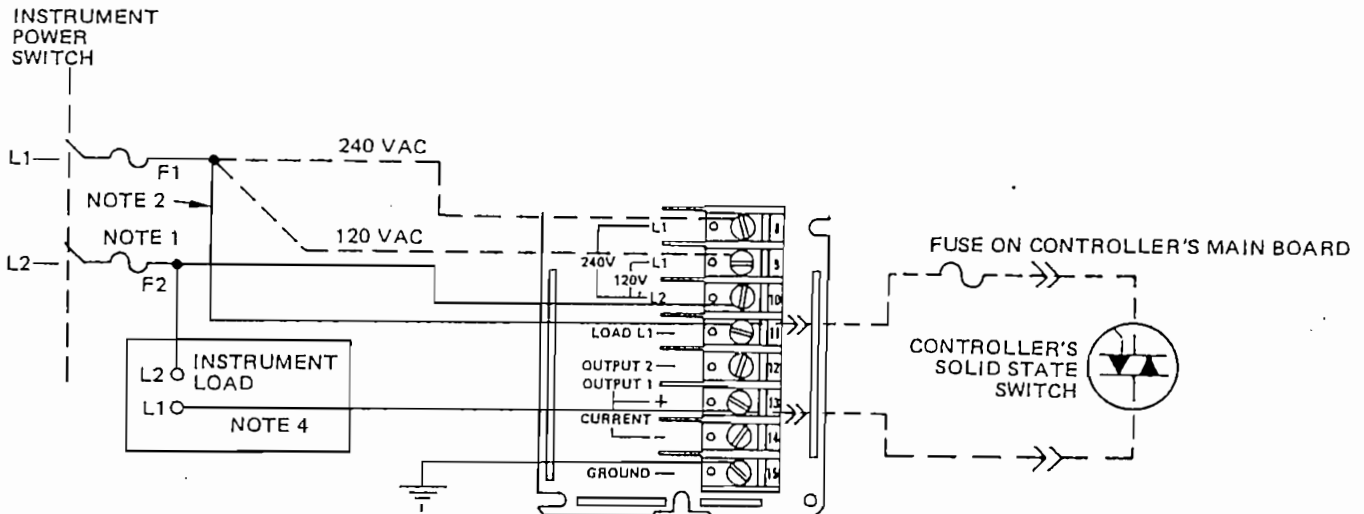 INSTRUMENT
POWER
SWITCH
L1
F1
240 VAC
NOTE 2
120 VAC
NOTE 1
L2
F2
L2
INSTRUMENT
LOAD
L1
NOTE 4
L1
240V
L1
120V
L2
LOAD L1
OUTPUT 2
OUTPUT 1
+
CURRENT
-
GROUND
8
9
10
11
12
13
14
15
FUSE ON CONTROLLER'S MAIN BOARD
CONTROLLER'S
SOLID STATE
SWITCH